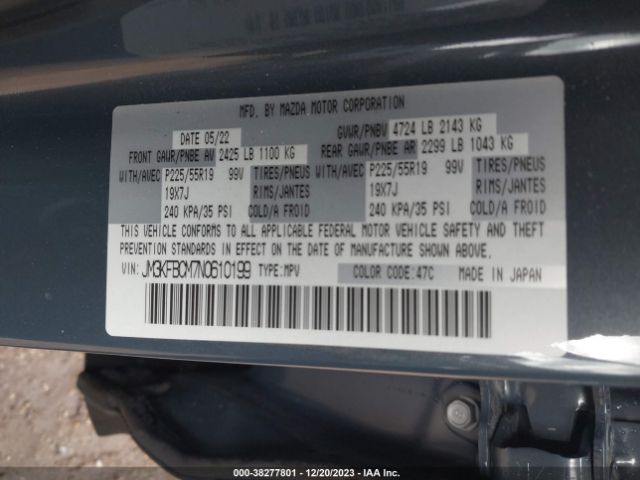 MFD. BY MAZDA MOTOR CORPORATION
DATE 05/22 GVWR/PNBV 4724 LB 2143 KG
FRONT GAWR/PNBE AV 2425 LB 1100 KG REAR GAWR/PNBE AR 2299 LB 1043 KG
WITH/AVEC P225/55R19 99V TIRES/PNEUS WITH/AVEC P225/55R19 99V TIRES/PNEUS
19X7J RIMS/JANTES 19X7J RIMS/JANTES
240 KPA/35 PSI COLD/A FROID 240 KPA/35 PSI COLD/A FROID
THIS VEHICLE CONFORMS TO ALL APPLICABLE FEDERAL MOTOR VEHICLE SAFETY AND THEFT
PREVENTION STANDARDS IN EFFECT ON THE DATE OF MANUFACTURE SHOWN ABOVE.
VIN: JM3KFBCM7N0610199 TYPE:MPV COLOR CODE:47C MADE IN JAPAN
000-38277801 - 12/20/2023 - IAA Inc.